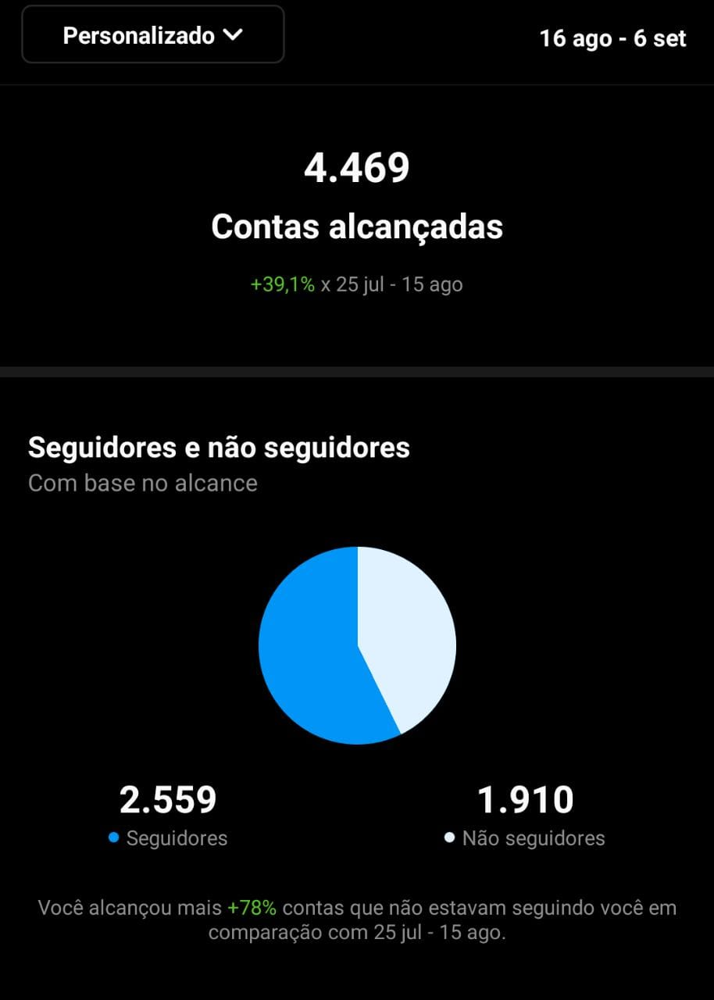 Personalizado
16 ago - 6 set
4.469
Contas alcançadas
+39,1% x 25 jul - 15 ago
Seguidores e não seguidores
Com base no alcance
2.559
Seguidores
1.910
Não seguidores
Você alcançou mais +78% contas que não estavam seguindo você em
comparação com 25 jul - 15 ago.